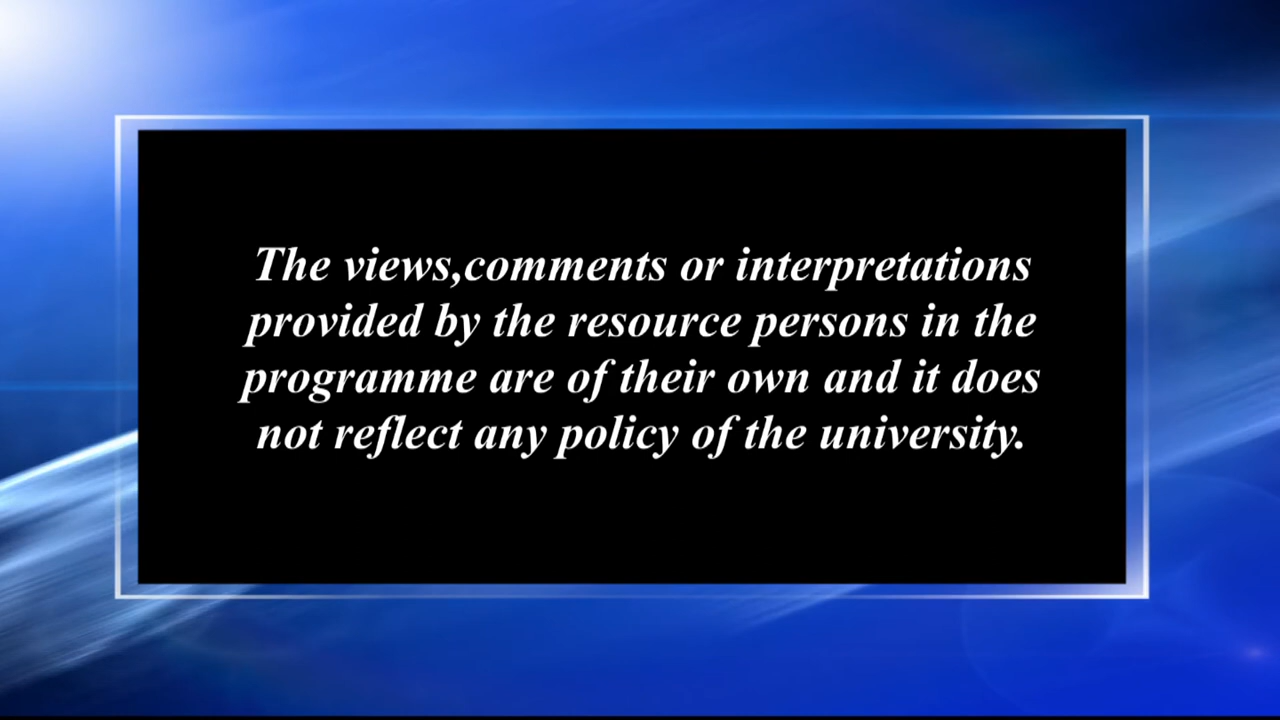 The views,comments or interpretations
provided by the resource persons in the
programme are of their own and it does
not reflect any policy of the university.